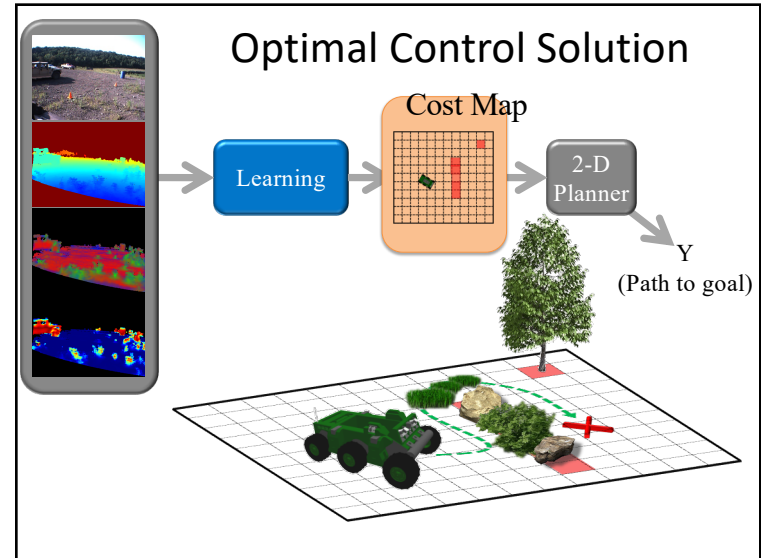 Optimal Control Solution
Cost Map
Learning
2-D
Planner
Y
(Path to goal)